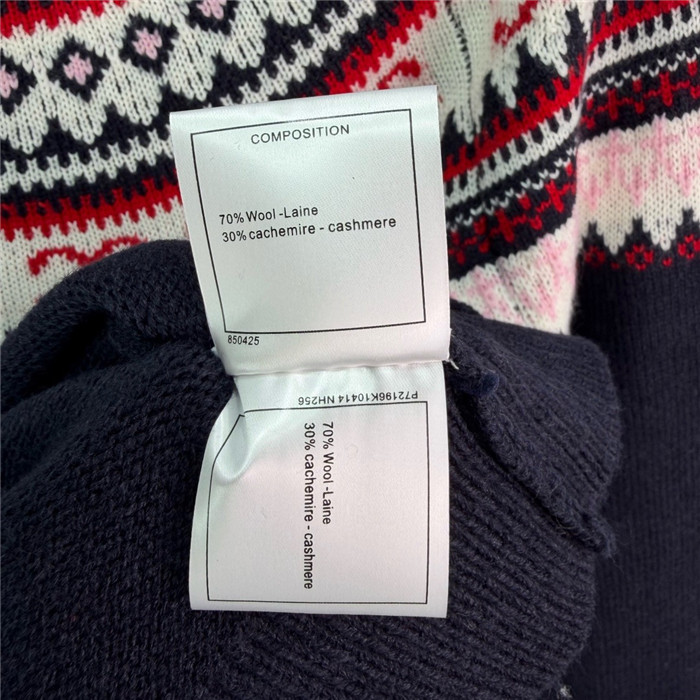 COMPOSITION
70% Wool -Laine
30% cachemire - cashmere
850425
P72196K10414 NH256
70% Wool -Laine
30% cachemire - cashmere